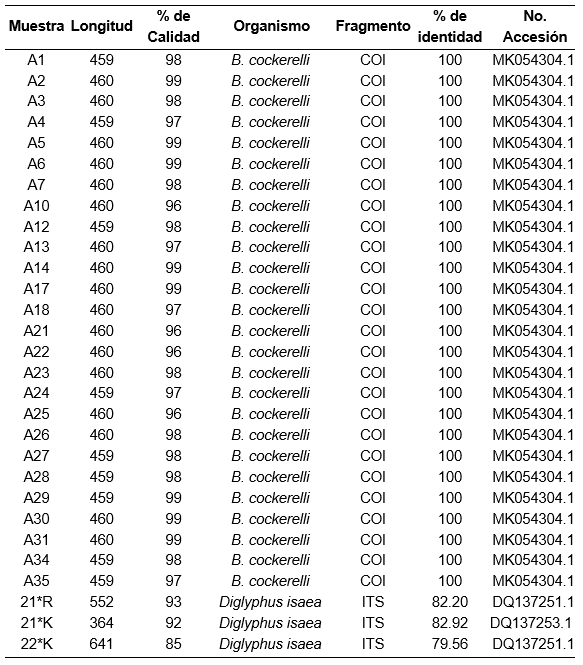 Muestra Longitud % de Calidad Organismo Fragmento % de identidad No. Accesión
A1 459 98 B. cockerelli COI 100 MK054304.1
A2 460 99 B. cockerelli COI 100 MK054304.1
A3 460 98 B. cockerelli COI 100 MK054304.1
A4 459 97 B. cockerelli COI 100 MK054304.1
A5 460 99 B. cockerelli COI 100 MK054304.1
A6 460 99 B. cockerelli COI 100 MK054304.1
A7 460 98 B. cockerelli COI 100 MK054304.1
A10 460 96 B. cockerelli COI 100 MK054304.1
A12 459 98 B. cockerelli COI 100 MK054304.1
A13 460 97 B. cockerelli COI 100 MK054304.1
A14 460 99 B. cockerelli COI 100 MK054304.1
A17 460 99 B. cockerelli COI 100 MK054304.1
A18 460 97 B. cockerelli COI 100 MK054304.1
A21 460 96 B. cockerelli COI 100 MK054304.1
A22 460 96 B. cockerelli COI 100 MK054304.1
A23 460 98 B. cockerelli COI 100 MK054304.1
A24 459 97 B. cockerelli COI 100 MK054304.1
A25 460 96 B. cockerelli COI 100 MK054304.1
A26 460 98 B. cockerelli COI 100 MK054304.1
A27 459 98 B. cockerelli COI 100 MK054304.1
A28 459 98 B. cockerelli COI 100 MK054304.1
A29 459 99 B. cockerelli COI 100 MK054304.1
A30 460 99 B. cockerelli COI 100 MK054304.1
A31 460 99 B. cockerelli COI 100 MK054304.1
A34 459 98 B. cockerelli COI 100 MK054304.1
A35 459 97 B. cockerelli COI 100 MK054304.1
21*R 552 93 Diglyphus isaea ITS 82.20 DQ137251.1
21*K 364 92 Diglyphus isaea ITS 82.92 DQ137253.1
22*K 641 85 Diglyphus isaea ITS 79.56 DQ137251.1